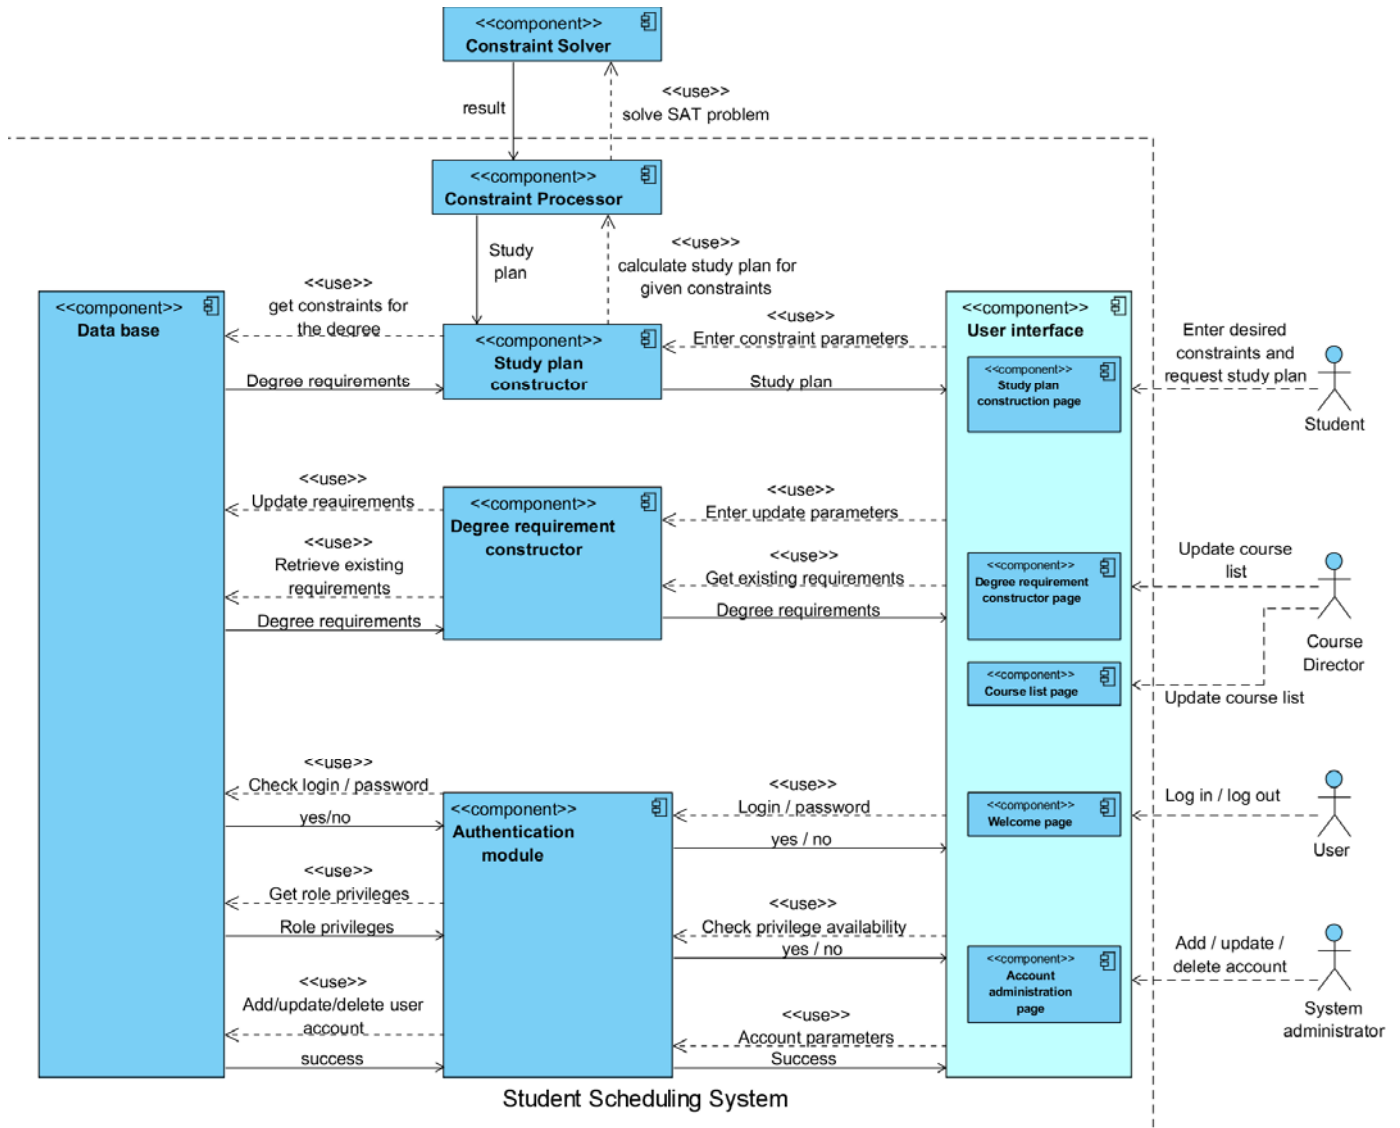 <<component>>
Constraint Solver
result
<<use>>
solve SAT problem
<<component>>
Constraint Processor
Study
plan
<<use>>
calculate study plan for
given constraints
<<use>>
get constraints for
the degree
<<component>>
Data base
<<component>>
Study plan
constructor
<<use>>
Enter constraint parameters
Degree requirements
Study plan
<<component>>
User interface
<<component>>
Study plan
construction page
Enter desired
constraints and
request study plan
Student
<<use>>
Update reauirements
<<use>>
Retrieve existing
requirements
Degree requirements
<<component>>
Degree requirement
constructor
<<use>>
Enter update parameters
<<use>>
Get existing requirements
Degree requirements
<<component>>
Degree requirement
constructor page
Update course
list
Course
Director
<<component>>
Course list page
Update course list
<<use>>
Check login / password
yes/no
<<use>>
Get role privileges
Role privileges
<<use>>
Add/update/delete user
account
success
<<component>>
Authentication
module
<<use>>
Login / password
yes / no
<<use>>
Check privilege availability
yes / no
<<use>>
Account parameters
Success
<<component>>
Welcome page
Log in / log out
User
<<component>>
Account
administration
page
Add / update /
delete account
System
administrator
Student Scheduling System